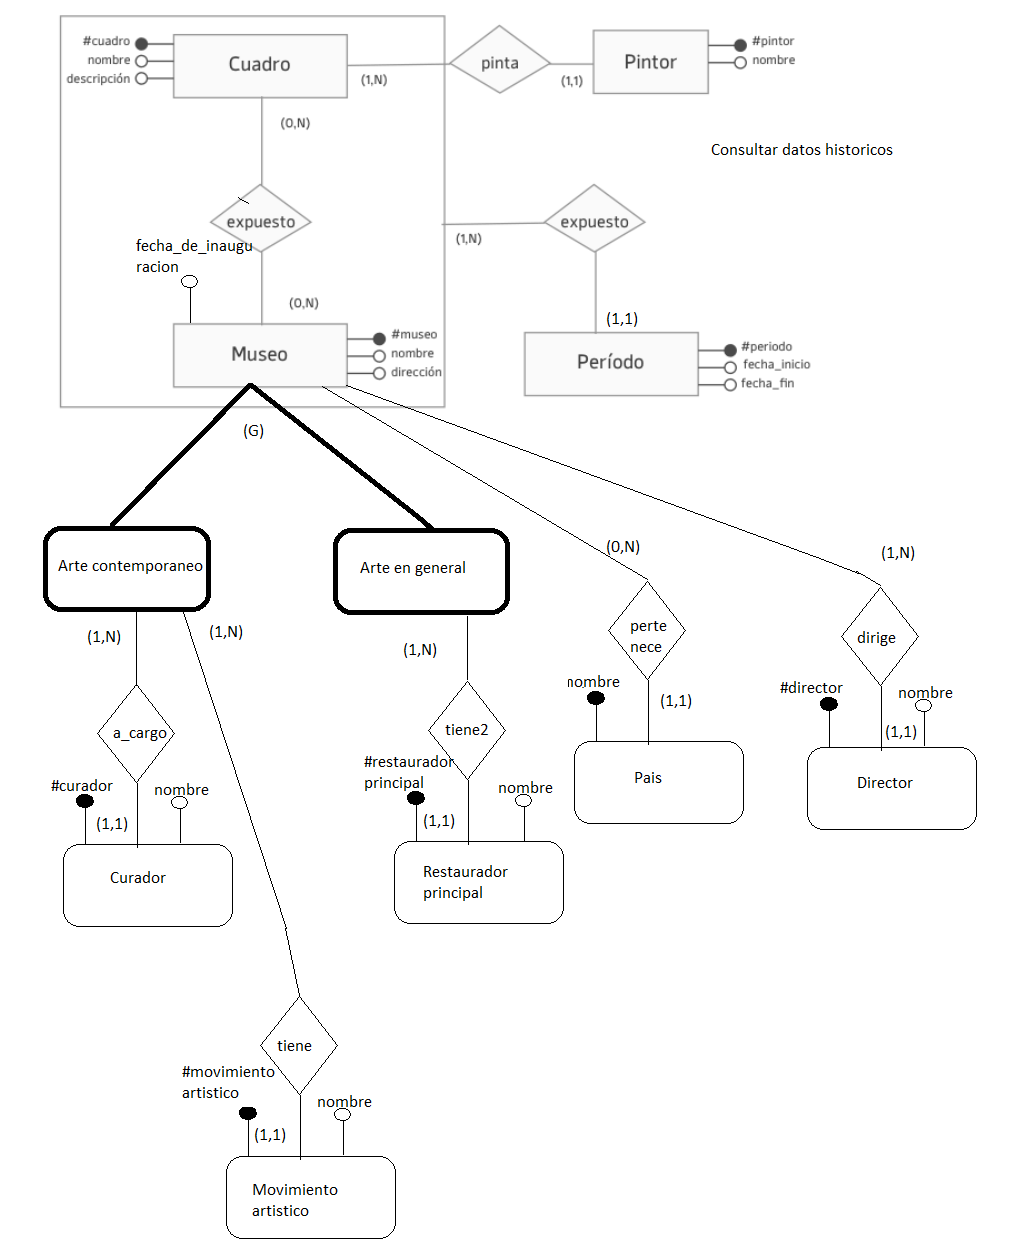 #cuadro
nombre
descripción
Cuadro
(1,N)
pinta
(1,1)
Pintor
#pintor
nombre
(0,N)
Consultar datos historicos
expuesto
(1,N)
expuesto
fecha_de_inaugu
racion
(0,N)
(1,1)
Museo
#museo
nombre
dirección
Período
#periodo
fecha_inicio
fecha_fin
(G)
(0,N)
(1,N)
Arte contemporaneo
Arte en general
(1,N)
(1,N)
(1,N)
perte
nece
dirige
nombre
(1,1)
#director
nombre
(1,1)
a_cargo
tiene2
#curador
nombre
(1,1)
#restaurador
principal
nombre
(1,1)
Pais
Director
Curador
Restaurador
principal
tiene
#movimiento
artistico
nombre
(1,1)
Movimiento
artistico